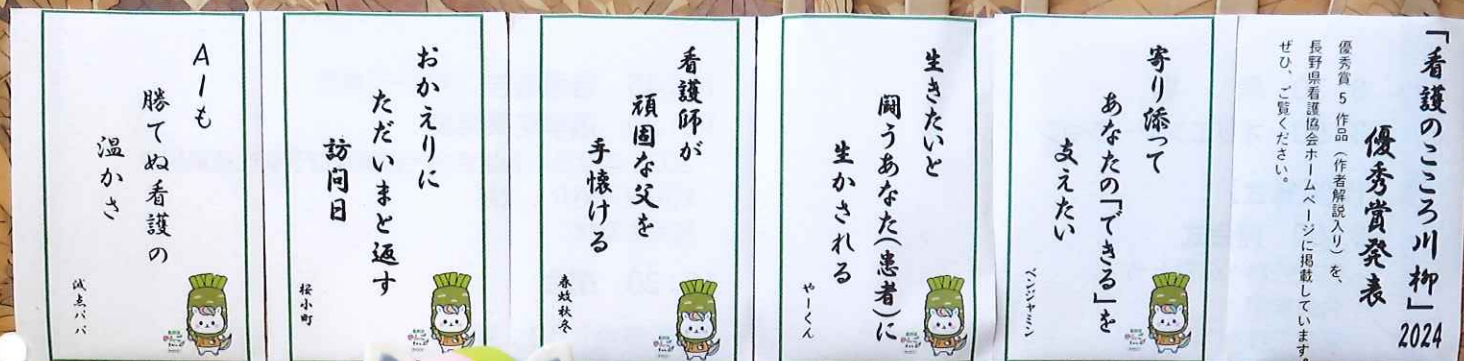 「看護のこころ川柳」2024
優秀賞発表
優秀賞5作品（作者解説入り）を、
長野県看護協会ホームページに掲載しています。
ぜひ、ご覧ください。
寄り添って
あなたの「できる」を
支えたい
ベンジャミン
生きたいと
闘うあなた(患者)に
生かされる
やーくん
看護師が
頑固な父を
手懐ける
春蚊秋冬
おかえりに
ただいまと返す
訪問日
桜小町
AIも
勝てぬ看護の
温かさ
減点パパ